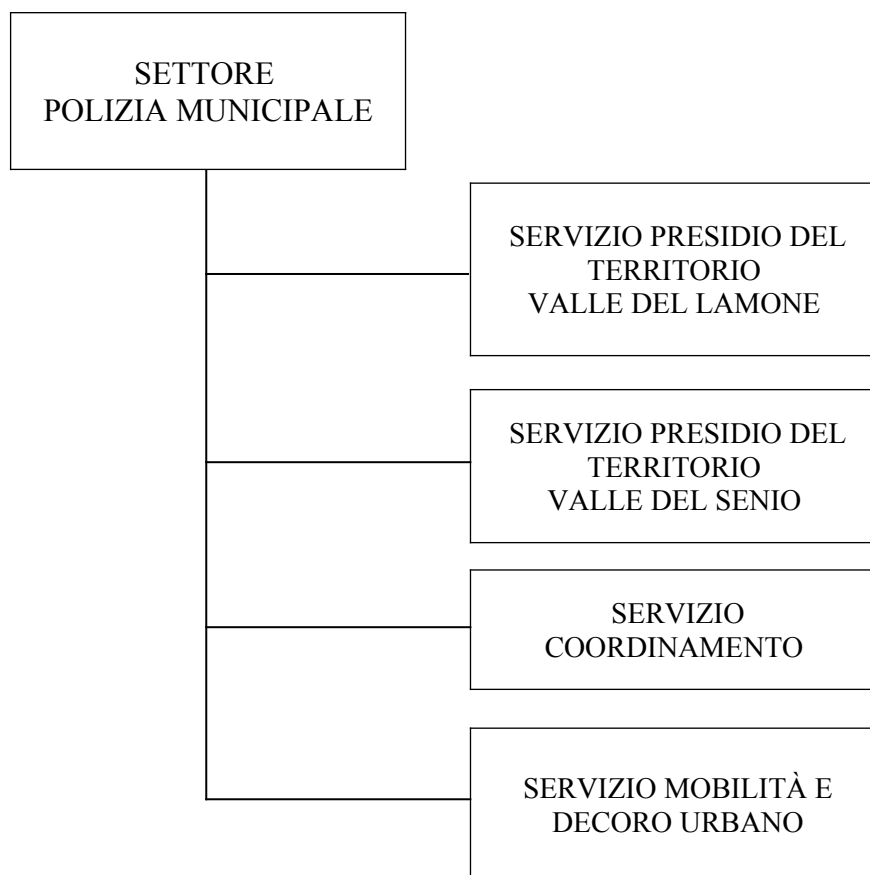 SETTORE
POLIZIA MUNICIPALE
SERVIZIO PRESIDIO DEL
TERRITORIO
VALLE DEL LAMONE
SERVIZIO PRESIDIO DEL
TERRITORIO
VALLE DEL SENIO
SERVIZIO
COORDINAMENTO
SERVIZIO MOBILITÀ E
DECORO URBANO